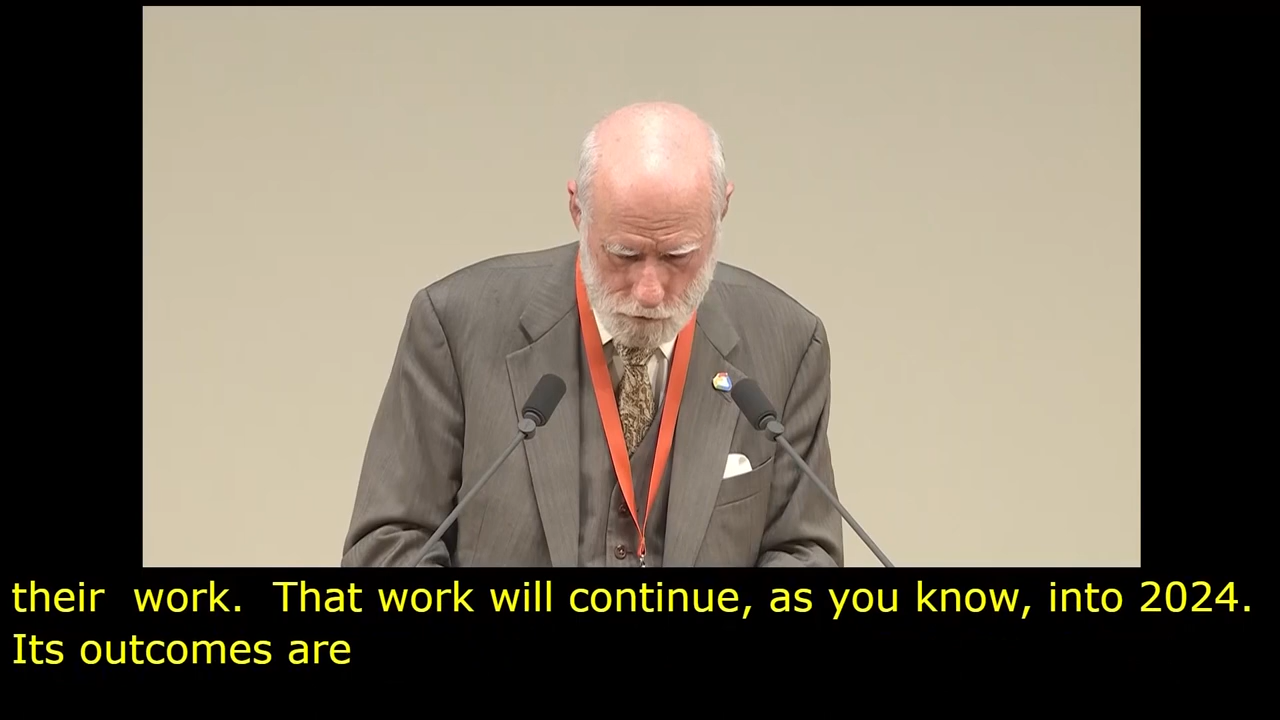 their  work.  That work will continue, as you know, into 2024.
Its outcomes are